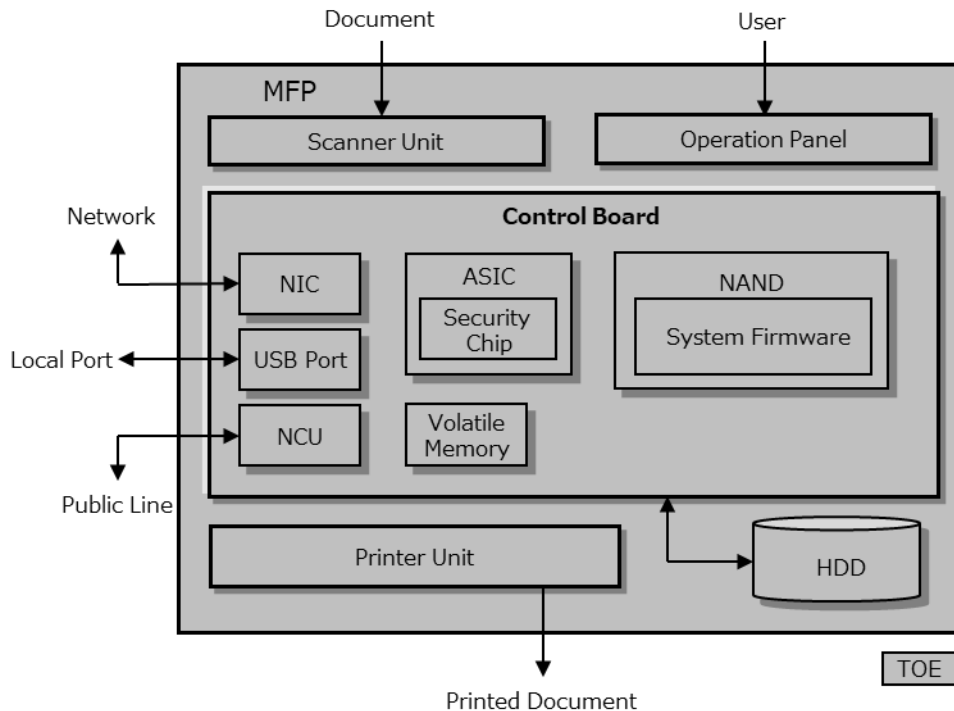 Document
User
MFP
Scanner Unit
Operation Panel
Control Board
Network
NIC
ASIC
Security
Chip
NAND
System Firmware
Local Port
USB Port
NCU
Volatile
Memory
Public Line
Printer Unit
HDD
TOE
Printed Document